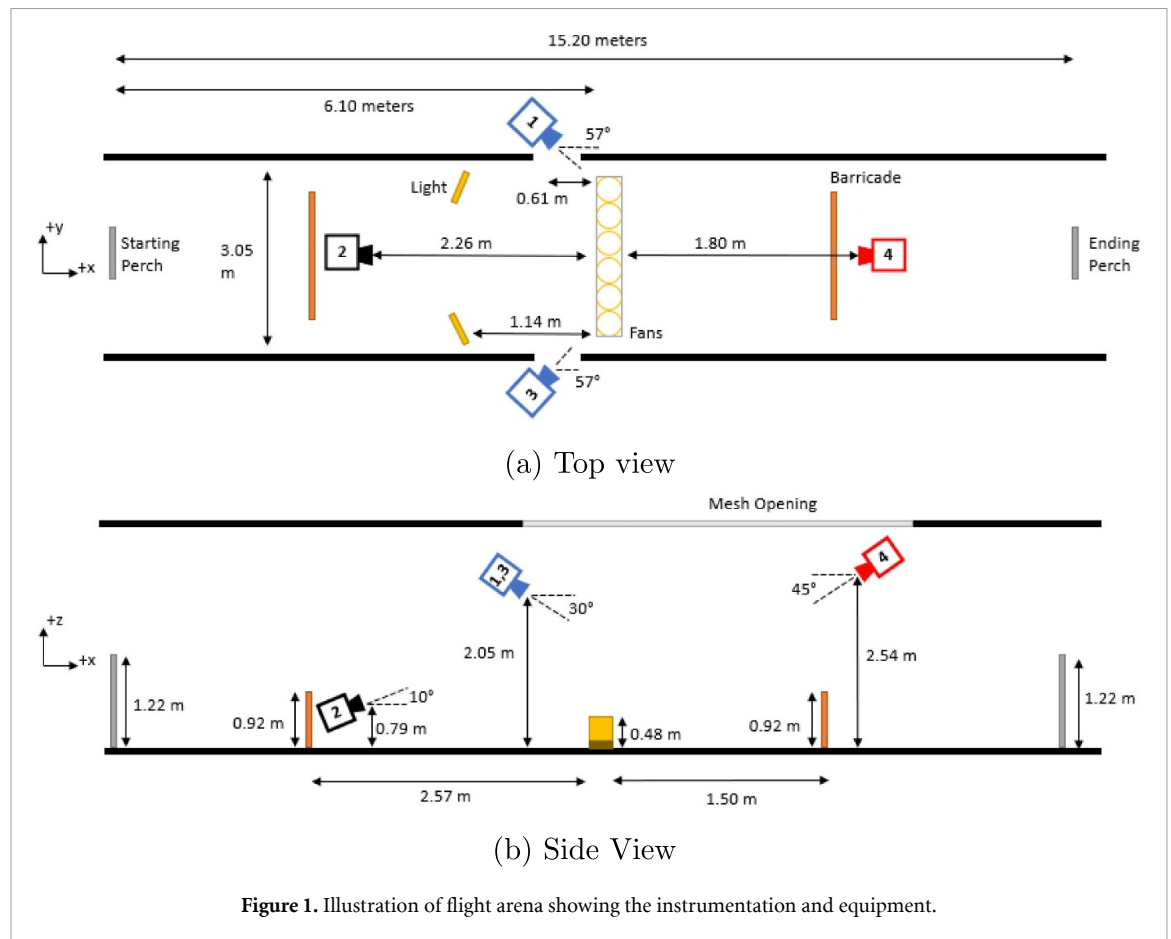 15.20 meters
6.10 meters
1
57°
Light
0.61 m
Barricade
+y
+x
Starting
Perch
3.05
m
2
2.26 m
1.80 m
4
Ending
Perch
1.14 m
Fans
3
57°
(a) Top view
Mesh Opening
1,3
30°
4
45°
+z
+x
2.05 m
2.54 m
1.22 m
0.92 m
2
10°
0.79 m
0.48 m
0.92 m
1.22 m
2.57 m
1.50 m
(b) Side View
Figure 1. Illustration of flight arena showing the instrumentation and equipment.